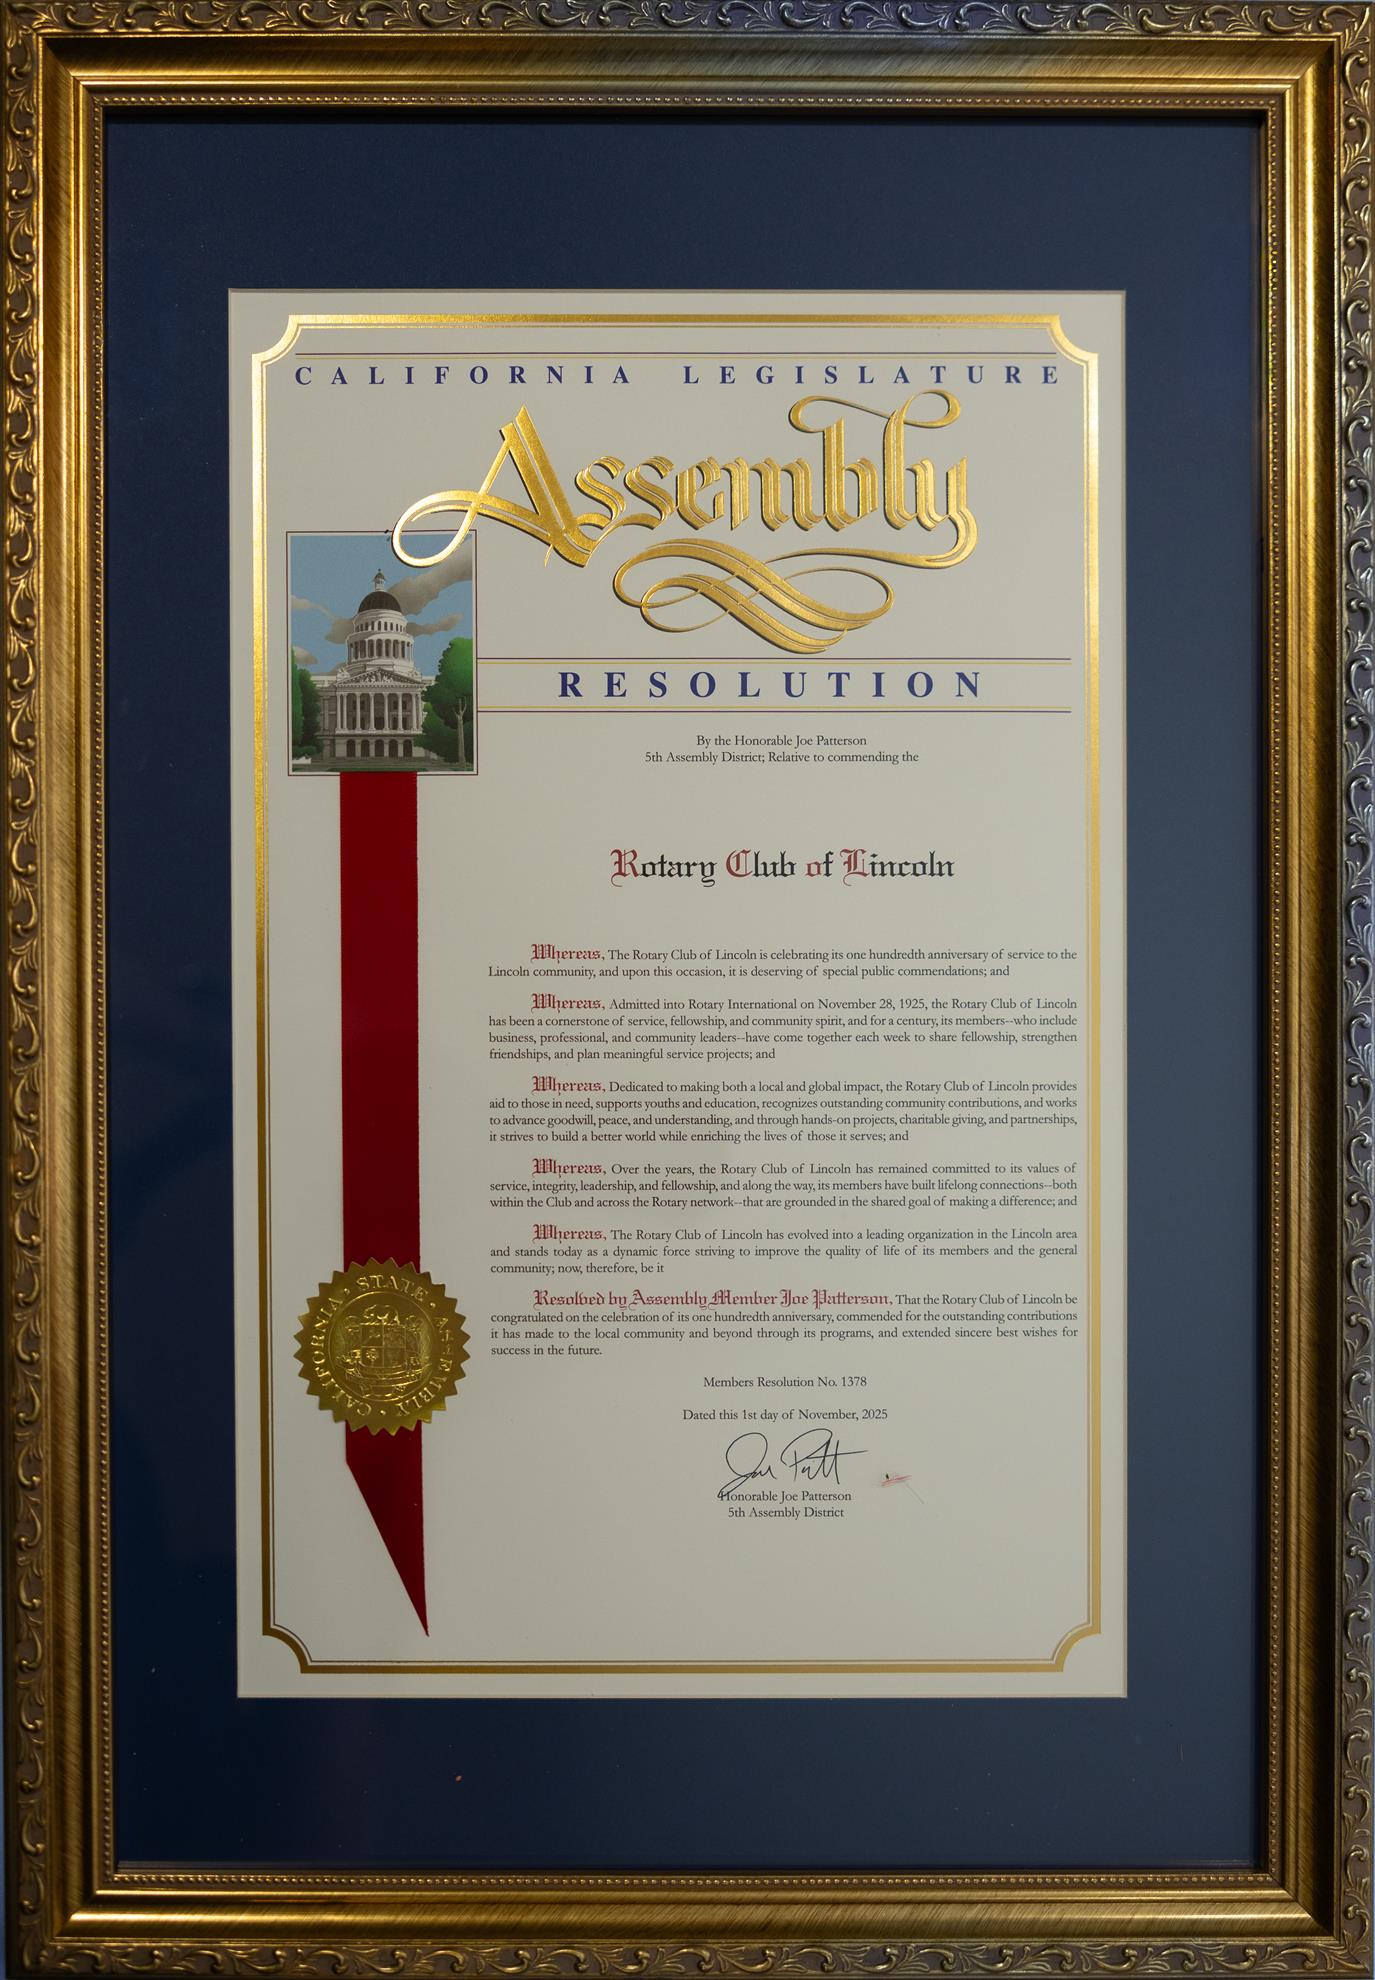 CALIFORNIA LEGISLATURE
Assembly
RESOLUTION
By the Honorable Joe Patterson
5th Assembly District; Relative to commending the
Rotary Club of Lincoln
Whereas, The Rotary Club of Lincoln is celebrating its one hundredth anniversary of service to the
Lincoln community, and upon this occasion, it is deserving of special public commendations; and
Whereas, Admitted into Rotary International on November 28, 1925, the Rotary Club of Lincoln
has been a cornerstone of service, fellowship, and community spirit, and for a century, its members--who include
business, professional, and community leaders--have come together each week to share fellowship, strengthen
friendships, and plan meaningful service projects; and
Whereas, Dedicated to making both a local and global impact, the Rotary Club of Lincoln provides
aid to those in need, supports youths and education, recognizes outstanding community contributions, and works
to advance goodwill, peace, and understanding, and through hands-on projects, charitable giving, and partnerships,
it strives to build a better world while enriching the lives of those it serves; and
Whereas, Over the years, the Rotary Club of Lincoln has remained committed to its values of
service, integrity, leadership, and fellowship, and along the way, its members have built lifelong connections--both
within the Club and across the Rotary network--that are grounded in the shared goal of making a difference; and
Whereas, The Rotary Club of Lincoln has evolved into a leading organization in the Lincoln area
and stands today as a dynamic force striving to improve the quality of life of its members and the general
community; now, therefore, be it
Resolved by Assembly Member Joe Patterson, That the Rotary Club of Lincoln be
congratulated on the celebration of its one hundredth anniversary, commended for the outstanding contributions
it has made to the local community and beyond through its programs, and extended sincere best wishes for
success in the future.
CALIFORNIA STATE ASSEMBLY
Members Resolution No. 1378
Dated this 1st day of November, 2025
Joe Patt
Honorable Joe Patterson
5th Assembly District